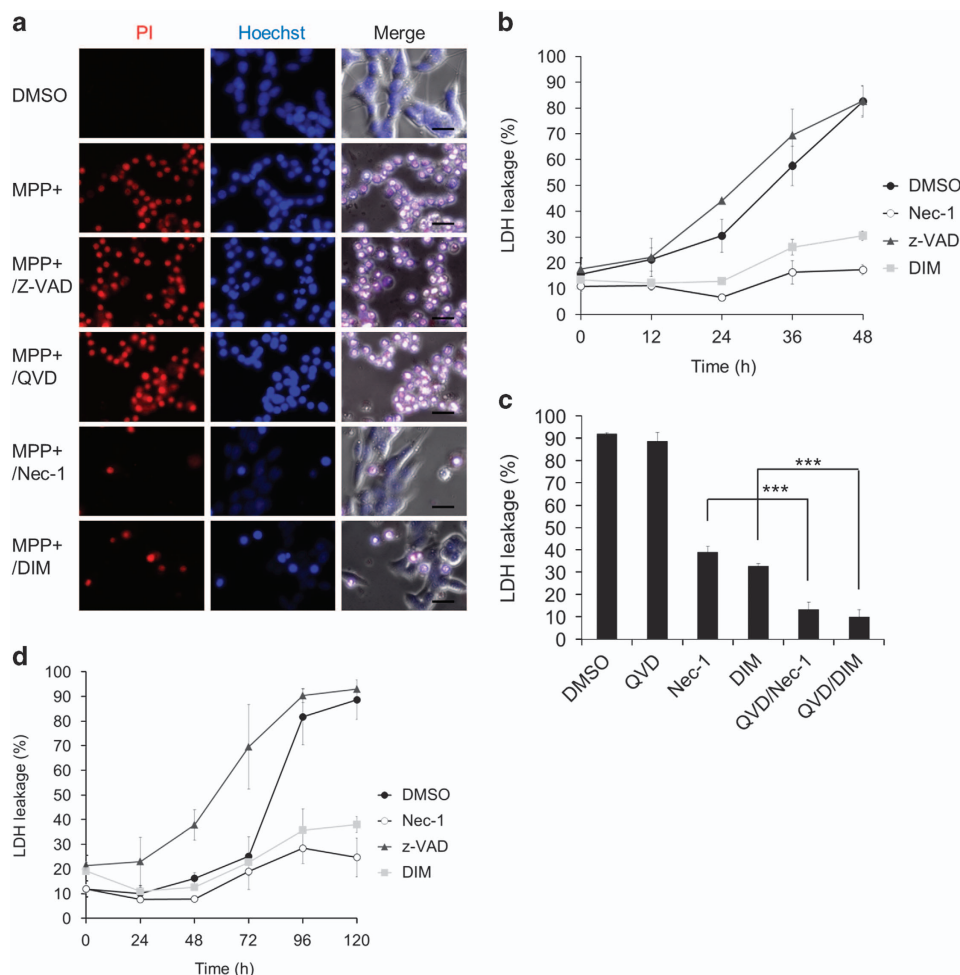 a
PI
Hoechst
Merge
DMSO
MPP+
MPP+
/Z-VAD
MPP+
/QVD
MPP+
/Nec-1
MPP+
/DIM
b
LDH leakage (%)
90
80
70
60
50
40
30
20
10
0
0 12 24 36 48
Time (h)
DMSO
Nec-1
z-VAD
DIM
c
LDH leakage (%)
100
90
80
70
60
50
40
30
20
10
0
***
***
DMSO
QVD
Nec-1
DIM
QVD/Nec-1
QVD/DIM
d
LDH leakage (%)
100
90
80
70
60
50
40
30
20
10
0
0 24 48 72 96 120
Time (h)
DMSO
Nec-1
z-VAD
DIM